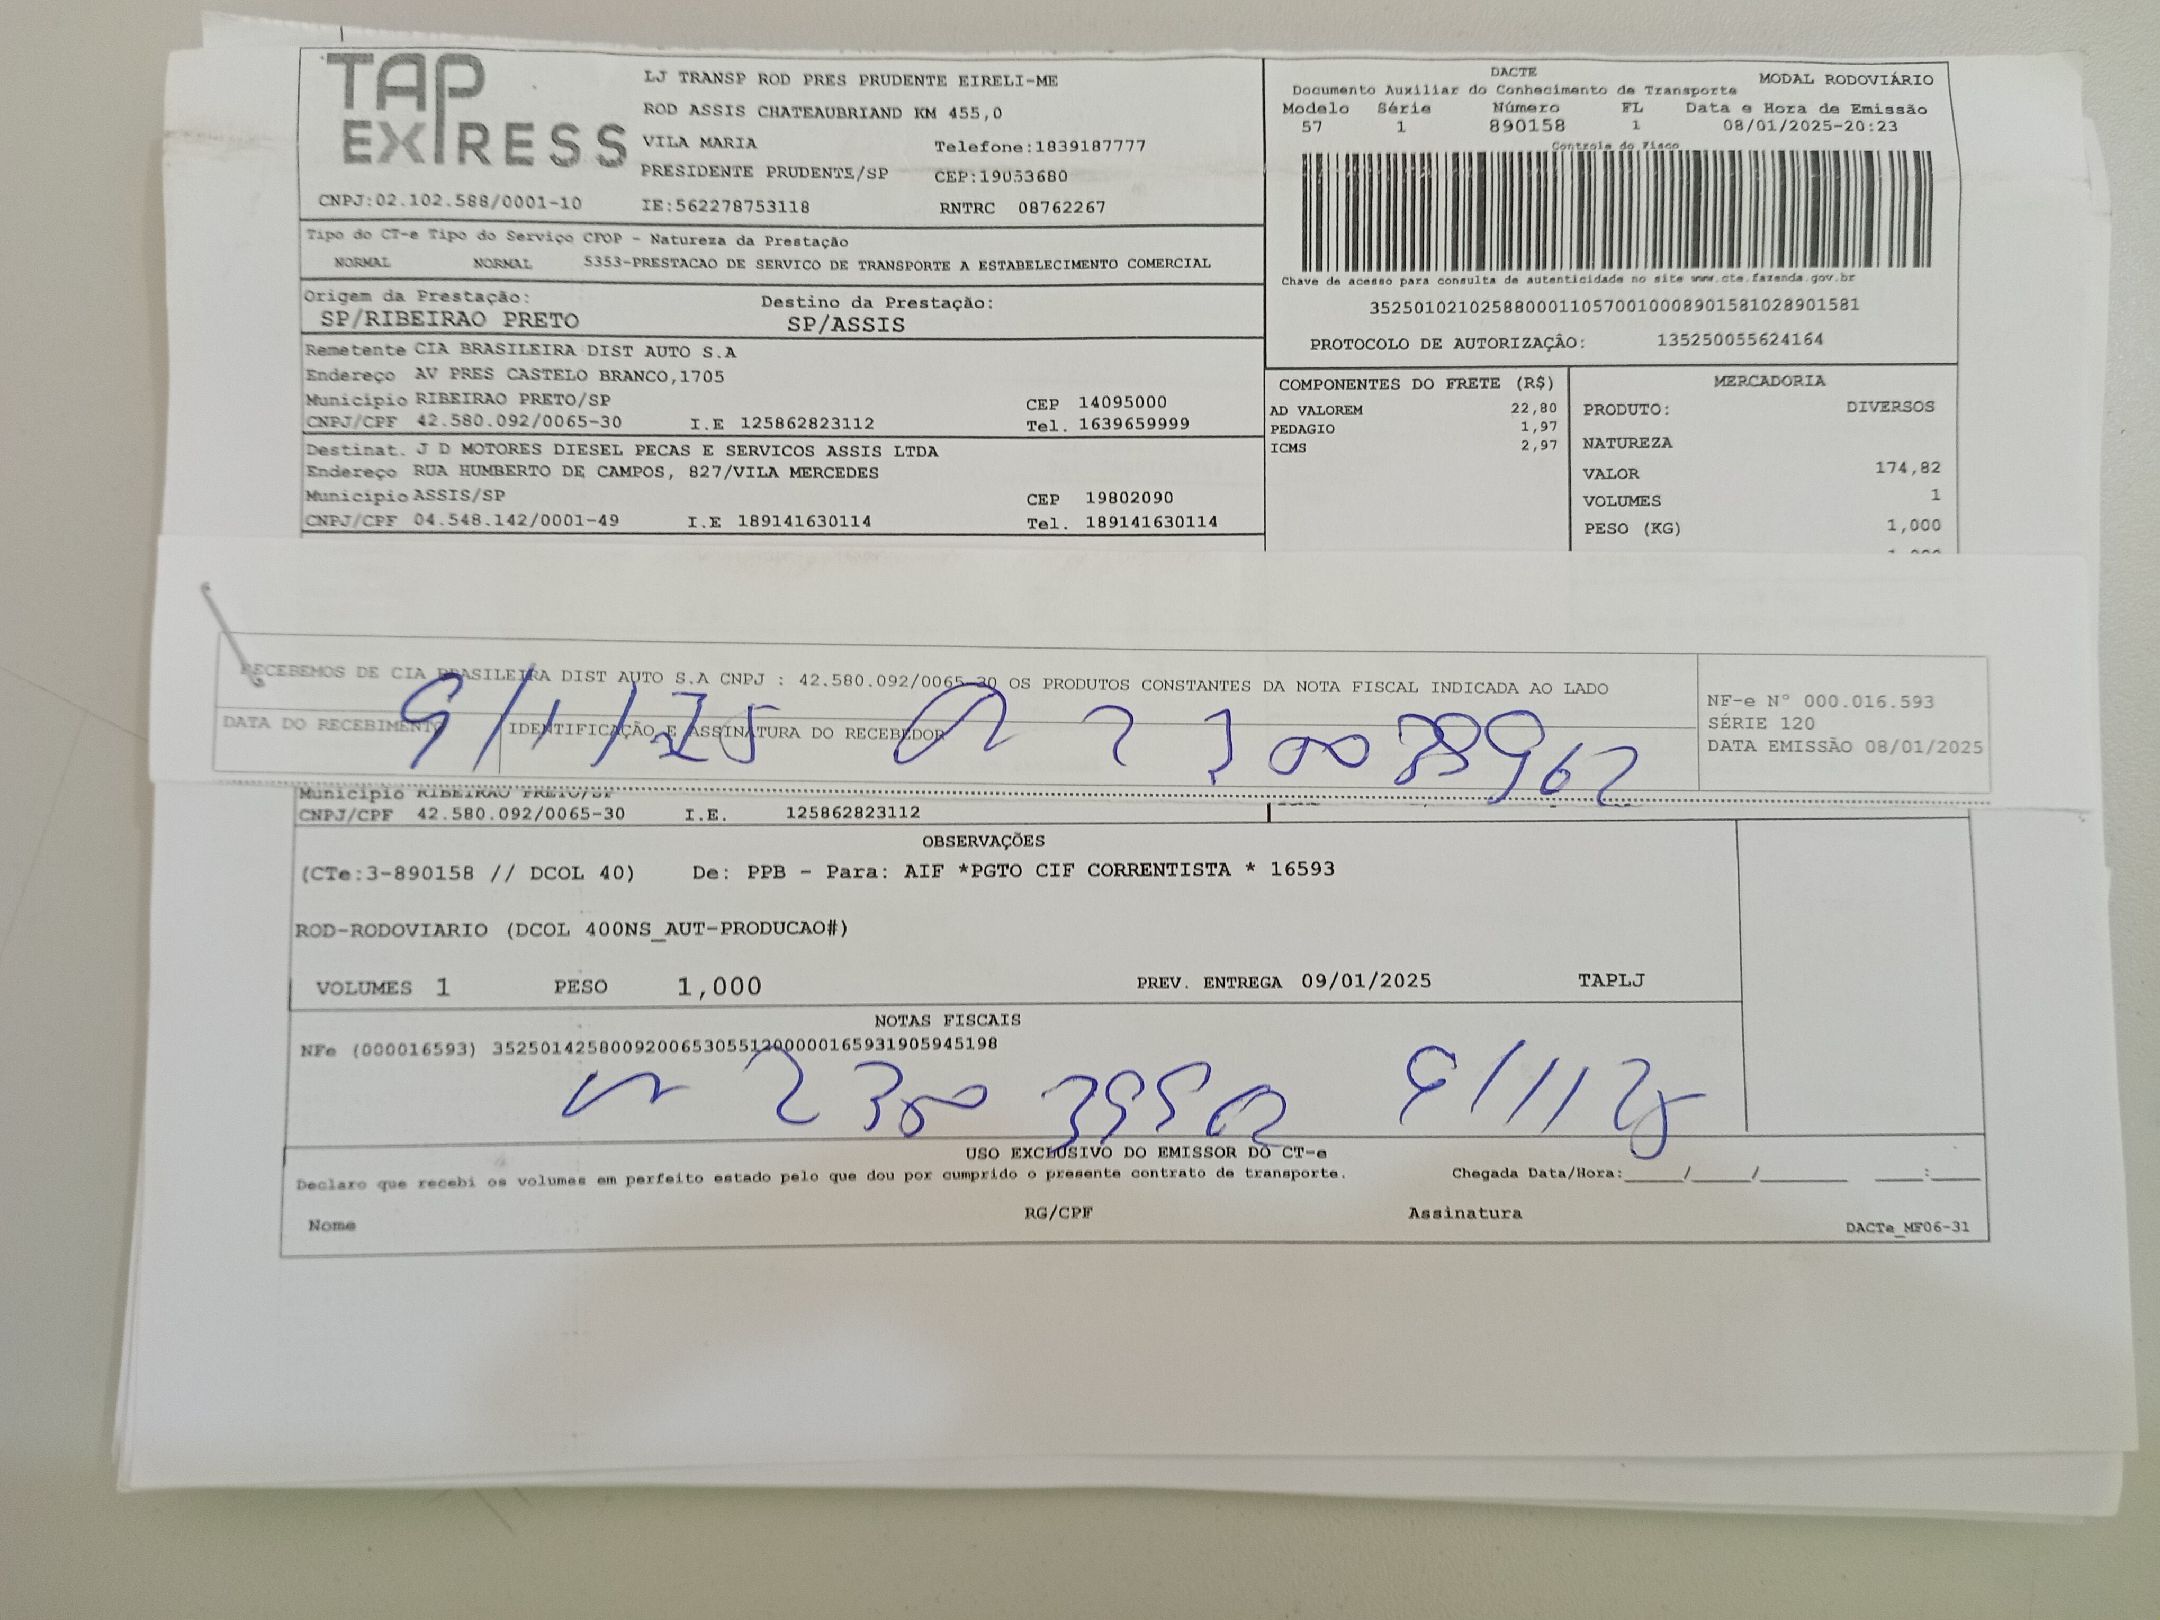 TAP EXPRESS
LJ TRANSP ROD PRES PRUDENTE EIRELI-ME
ROD ASSIS CHATEAUBRIAND KM 455,0
VILA MARIA Telefone:1839187777
PRESIDENTE PRUDENTE/SP CEP:19053680
CNPJ:02.102.588/0001-10 IE:562278753118 RNTRC 08762267
DACTE MODAL RODOVIÁRIO
Documento Auxiliar do Conhecimento de Transporte
Modelo Série Número FL Data e Hora de Emissão
57 1 890158 1 08/01/2025-20:23
Controle do Fisco
Chave de acesso para consulta de autenticidade no site www.cte.fazenda.gov.br
35250102102588000110570010008901581028901581
PROTOCOLO DE AUTORIZAÇÃO: 135250055624164
Tipo do CT-e Tipo do Serviço CFOP - Natureza da Prestação
NORMAL NORMAL 5353-PRESTACAO DE SERVICO DE TRANSPORTE A ESTABELECIMENTO COMERCIAL
Origem da Prestação: Destino da Prestação:
SP/RIBEIRAO PRETO SP/ASSIS
Remetente CIA BRASILEIRA DIST AUTO S.A
Endereço AV PRES CASTELO BRANCO,1705
Município RIBEIRAO PRETO/SP CEP 14095000
CNPJ/CPF 42.580.092/0065-30 I.E 125862823112 Tel. 1639659999
Destinat. J D MOTORES DIESEL PECAS E SERVICOS ASSIS LTDA
Endereço RUA HUMBERTO DE CAMPOS, 827/VILA MERCEDES
Município ASSIS/SP CEP 19802090
CNPJ/CPF 04.548.142/0001-49 I.E 189141630114 Tel. 189141630114
COMPONENTES DO FRETE (R$)
AD VALOREM 22,80
PEDAGIO 1,97
ICMS 2,97
MERCADORIA
PRODUTO: DIVERSOS
NATUREZA
VALOR 174,82
VOLUMES 1
PESO (KG) 1,000
RECEBEMOS DE CIA BRASILEIRA DIST AUTO S.A CNPJ : 42.580.092/0065-30 OS PRODUTOS CONSTANTES DA NOTA FISCAL INDICADA AO LADO
DATA DO RECEBIMENTO IDENTIFICAÇÃO E ASSINATURA DO RECEBEDOR
9/1/25
NF-e N° 000.016.593
SÉRIE 120
DATA EMISSÃO 08/01/2025
Município RIBEIRAO PRETO/SP
CNPJ/CPF 42.580.092/0065-30 I.E. 125862823112
OBSERVAÇÕES
(CTe:3-890158 // DCOL 40) De: PPB - Para: AIF *PGTO CIF CORRENTISTA * 16593
ROD-RODOVIARIO (DCOL 400NS_AUT-PRODUCAO#)
VOLUMES 1 PESO 1,000 PREV. ENTREGA 09/01/2025 TAPLJ
NOTAS FISCAIS
NFe (000016593) 35250142580092006530551200000165931905945198
9/1/25
USO EXCLUSIVO DO EMISSOR DO CT-e
Declaro que recebi os volumes em perfeito estado pelo que dou por cumprido o presente contrato de transporte. Chegada Data/Hora:_____/_____/_______ ____:____
Nome RG/CPF Assinatura DACTe_MF06-31